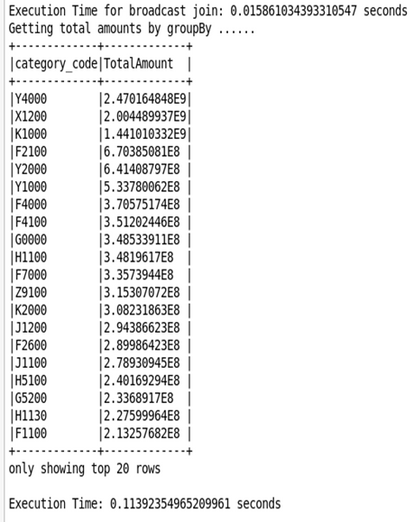 Execution Time for broadcast join: 0.015861034393310547 seconds
Getting total amounts by groupBy ......
+-------------+-------------+
|category_code|TotalAmount  |
+-------------+-------------+
|Y4000        |2.470164848E9|
|X1200        |2.004489937E9|
|K1000        |1.441010332E9|
|F2100        |6.70385081E8 |
|Y2000        |6.41408797E8 |
|Y1000        |5.33780062E8 |
|F4000        |3.70575174E8 |
|F4100        |3.51202446E8 |
|G0000        |3.48533911E8 |
|H1100        |3.4819617E8  |
|F7000        |3.3573944E8  |
|Z9100        |3.15307072E8 |
|K2000        |3.08231863E8 |
|J1200        |2.94386623E8 |
|F2600        |2.89986423E8 |
|J1100        |2.78930945E8 |
|H5100        |2.40169294E8 |
|G5200        |2.3368917E8  |
|H1130        |2.27599964E8 |
|F1100        |2.13257682E8 |
+-------------+-------------+
only showing top 20 rows
Execution Time: 0.11392354965209961 seconds